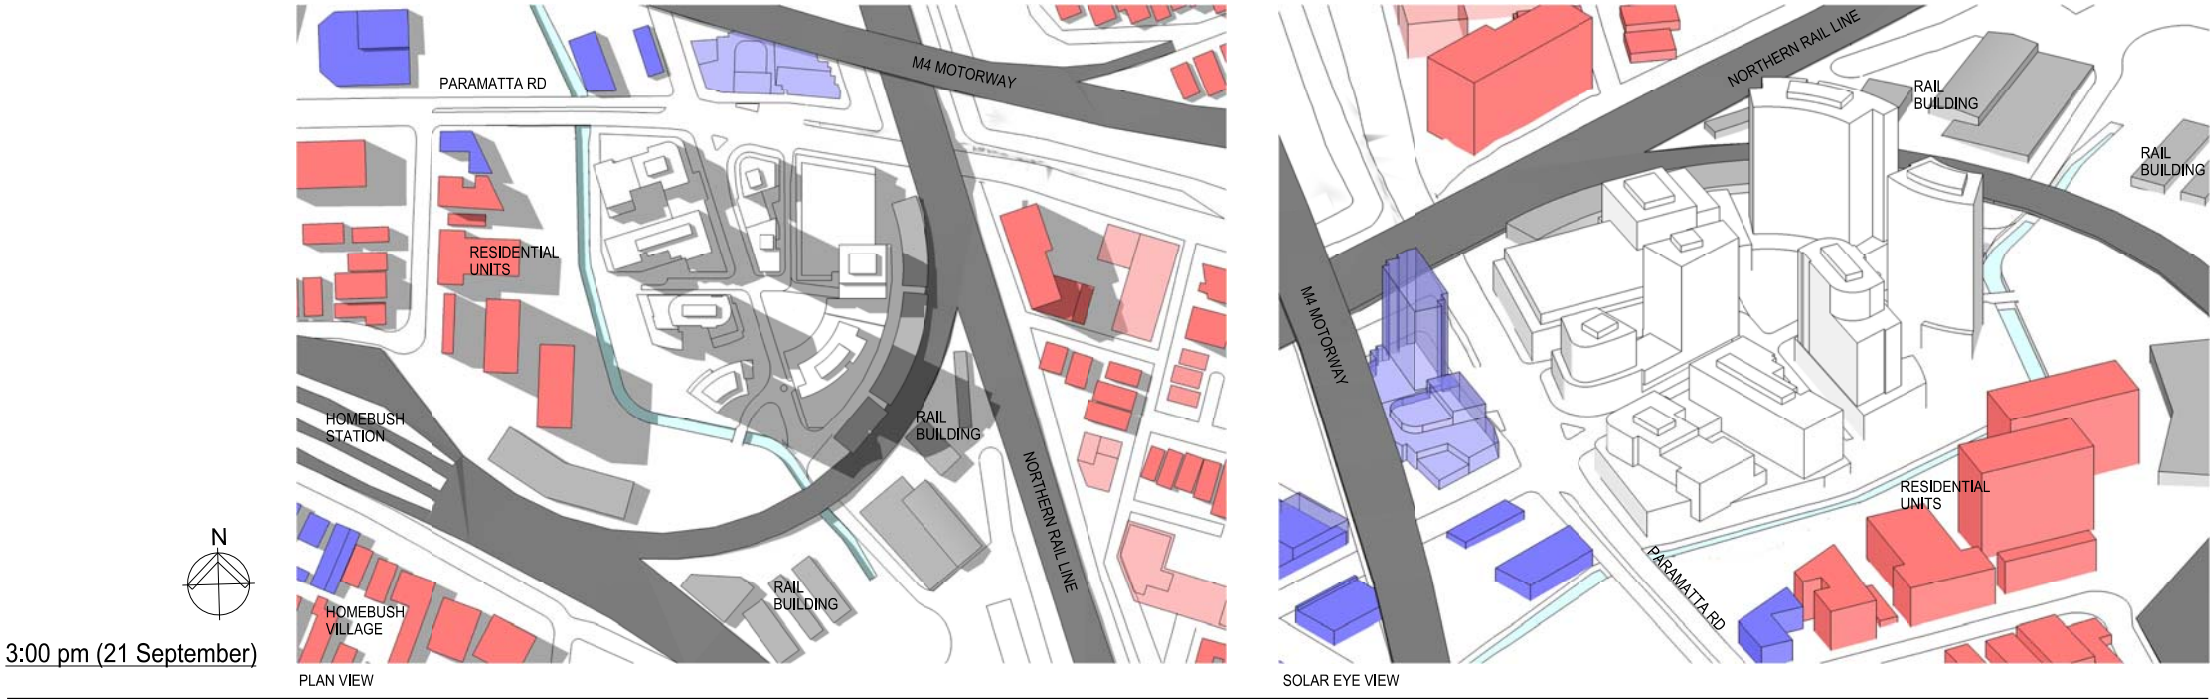 PARAMATTA RD
M4 MOTORWAY
RESIDENTIAL
UNITS
HOMEBUSH
STATION
RAIL
BUILDING
NORTHERN RAIL LINE
RAIL
BUILDING
HOMEBUSH
VILLAGE
N
3:00 pm (21 September)
PLAN VIEW
NORTHERN RAIL LINE
RAIL
BUILDING
RAIL
BUILDING
M4 MOTORWAY
RESIDENTIAL
UNITS
PARAMATTA RD
SOLAR EYE VIEW